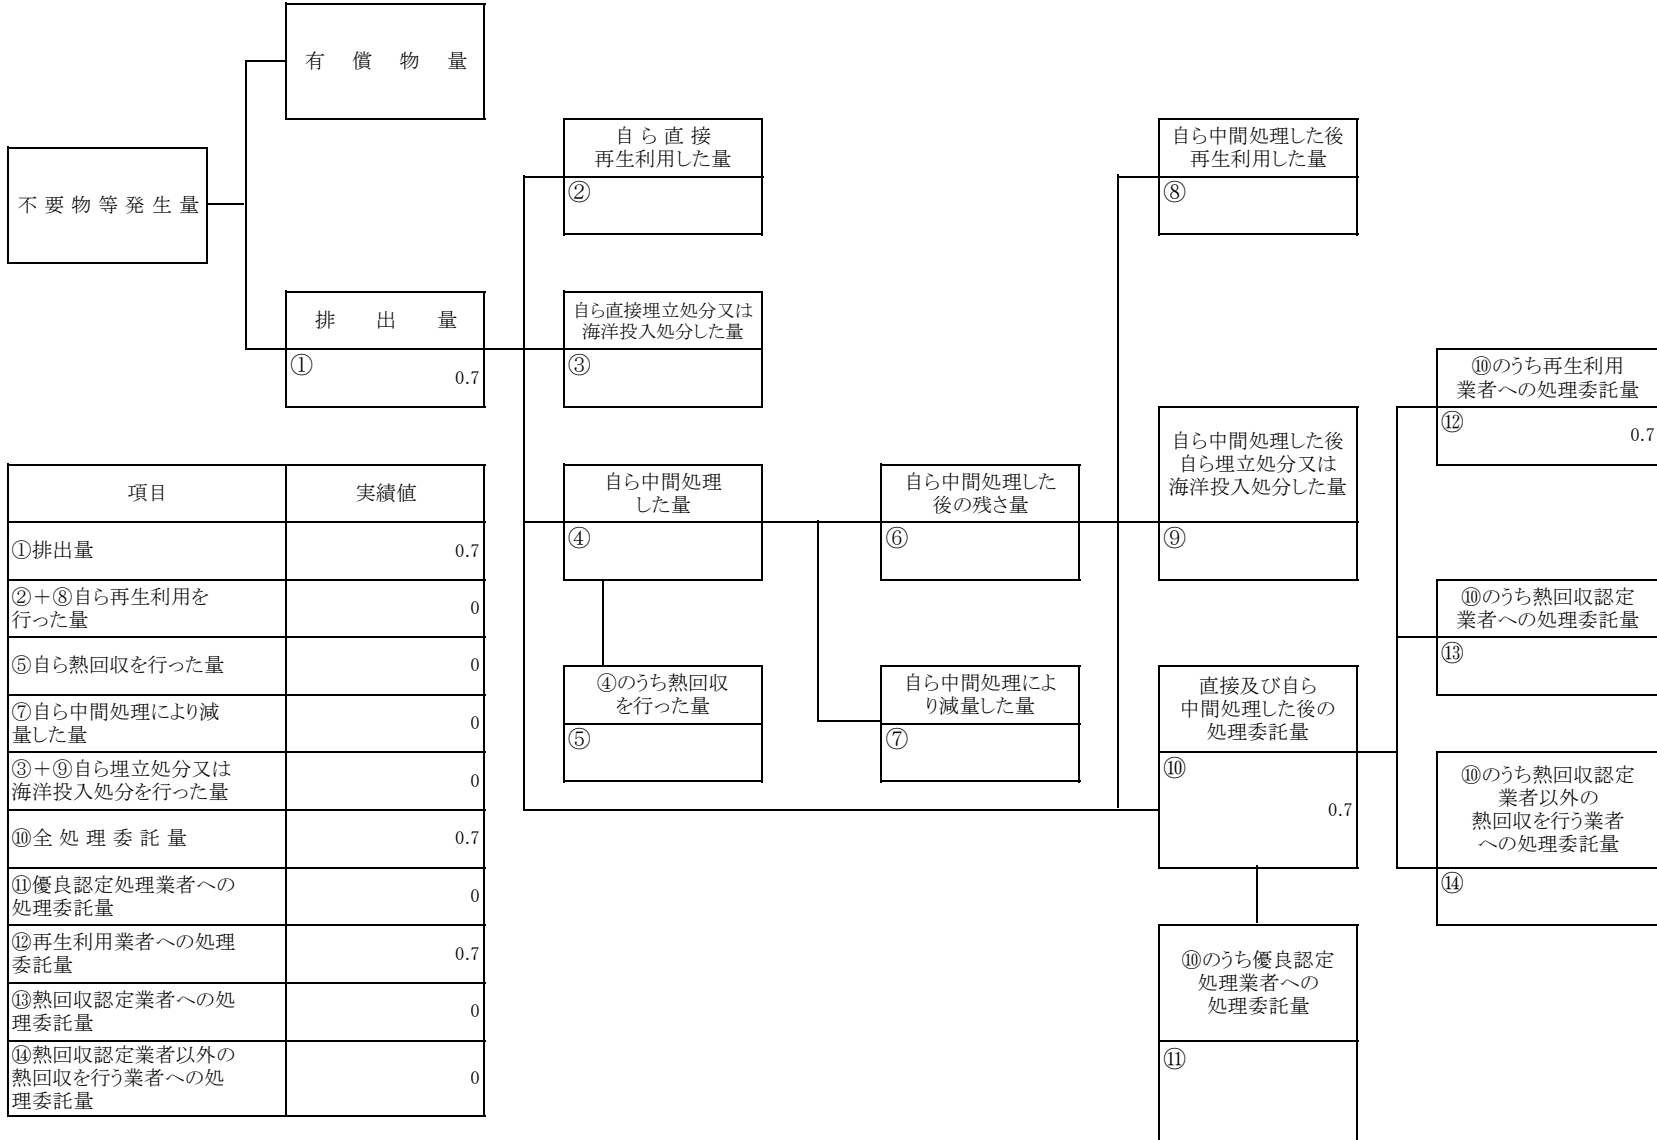 有償物量
不要物等発生量
排出量
①
0.7
自ら直接
再生利用した量
②
自ら直接埋立処分又は
海洋投入処分した量
③
自ら中間処理
した量
④
④のうち熱回収
を行った量
⑤
自ら中間処理した
後の残さ量
⑥
自ら中間処理によ
り減量した量
⑦
自ら中間処理した後
再生利用した量
⑧
自ら中間処理した後
自ら埋立処分又は
海洋投入処分した量
⑨
直接及び自ら
中間処理した後の
処理委託量
⑩
0.7
⑩のうち優良認定
処理業者への
処理委託量
⑪
⑩のうち再生利用
業者への処理委託量
⑫
0.7
⑩のうち熱回収認定
業者への処理委託量
⑬
⑩のうち熱回収認定
業者以外の
熱回収を行う業者
への処理委託量
⑭
項目 実績値
①排出量 0.7
②＋⑧自ら再生利用を
行った量 0
⑤自ら熱回収を行った量 0
⑦自ら中間処理により減
量した量 0
③＋⑨自ら埋立処分又は
海洋投入処分を行った量 0
⑩全処理委託量 0.7
⑪優良認定処理業者への
処理委託量 0
⑫再生利用業者への処理
委託量 0.7
⑬熱回収認定業者への処
理委託量 0
⑭熱回収認定業者以外の
熱回収を行う業者への処
理委託量 0